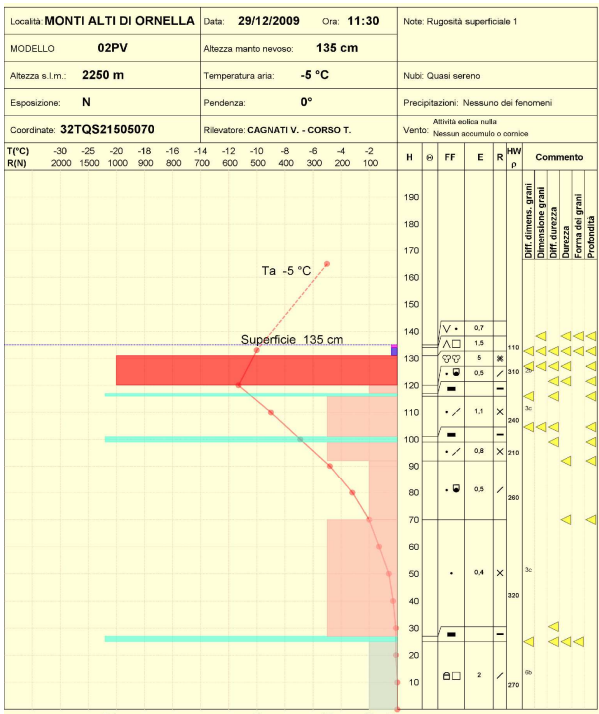 Località: MONTI ALTI DI ORNELLA Data: 29/12/2009 Ora: 11:30 Note: Rugosità superficiale 1
MODELLO 02PV Altezza manto nevoso: 135 cm
Altezza s.l.m.: 2250 m Temperatura aria: -5 °C Nubi: Quasi sereno
Esposizione: N Pendenza: 0° Precipitazioni: Nessuno dei fenomeni
Coordinate: 32TQS21505070 Rilevatore: CAGNATI V. - CORSO T. Vento: Attività eolica nulla
Nessun accumulo o cornice
T(°C) -30 -25 -20 -18 -16 -14 -12 -10 -8 -6 -4 -2
R(N) 2000 1500 1000 900 800 700 600 500 400 300 200 100
H Θ FF E R HW ρ Commento
Diff. dimens. grani
Dimensione grani
Diff. durezza
Durezza
Forma dei grani
Profondità
190
180
170
160
150
Ta -5 °C
140 0,7
Superficie 135 cm
1,5 110
130 5
0,5 310
120
110 1,1 3c
240
100
0,8 210
90
80 0,5 260
70
60
50 0,4 3c
40 320
30
20
10 2 6b
270